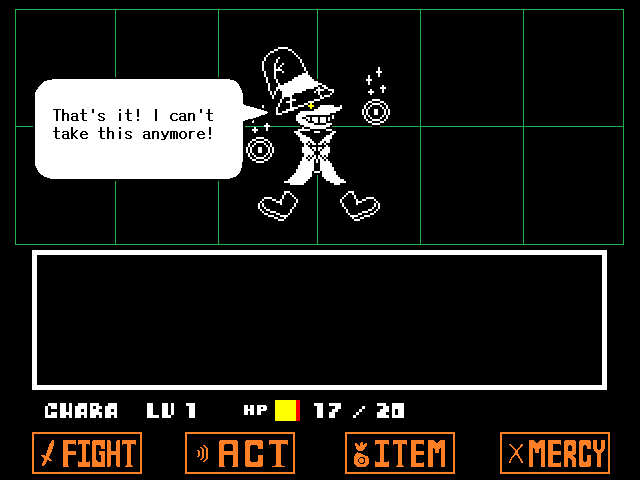 That's it! I can't
take this anymore!
CHARA LV 1 HP 17 / 20
FIGHT ACT ITEM MERCY